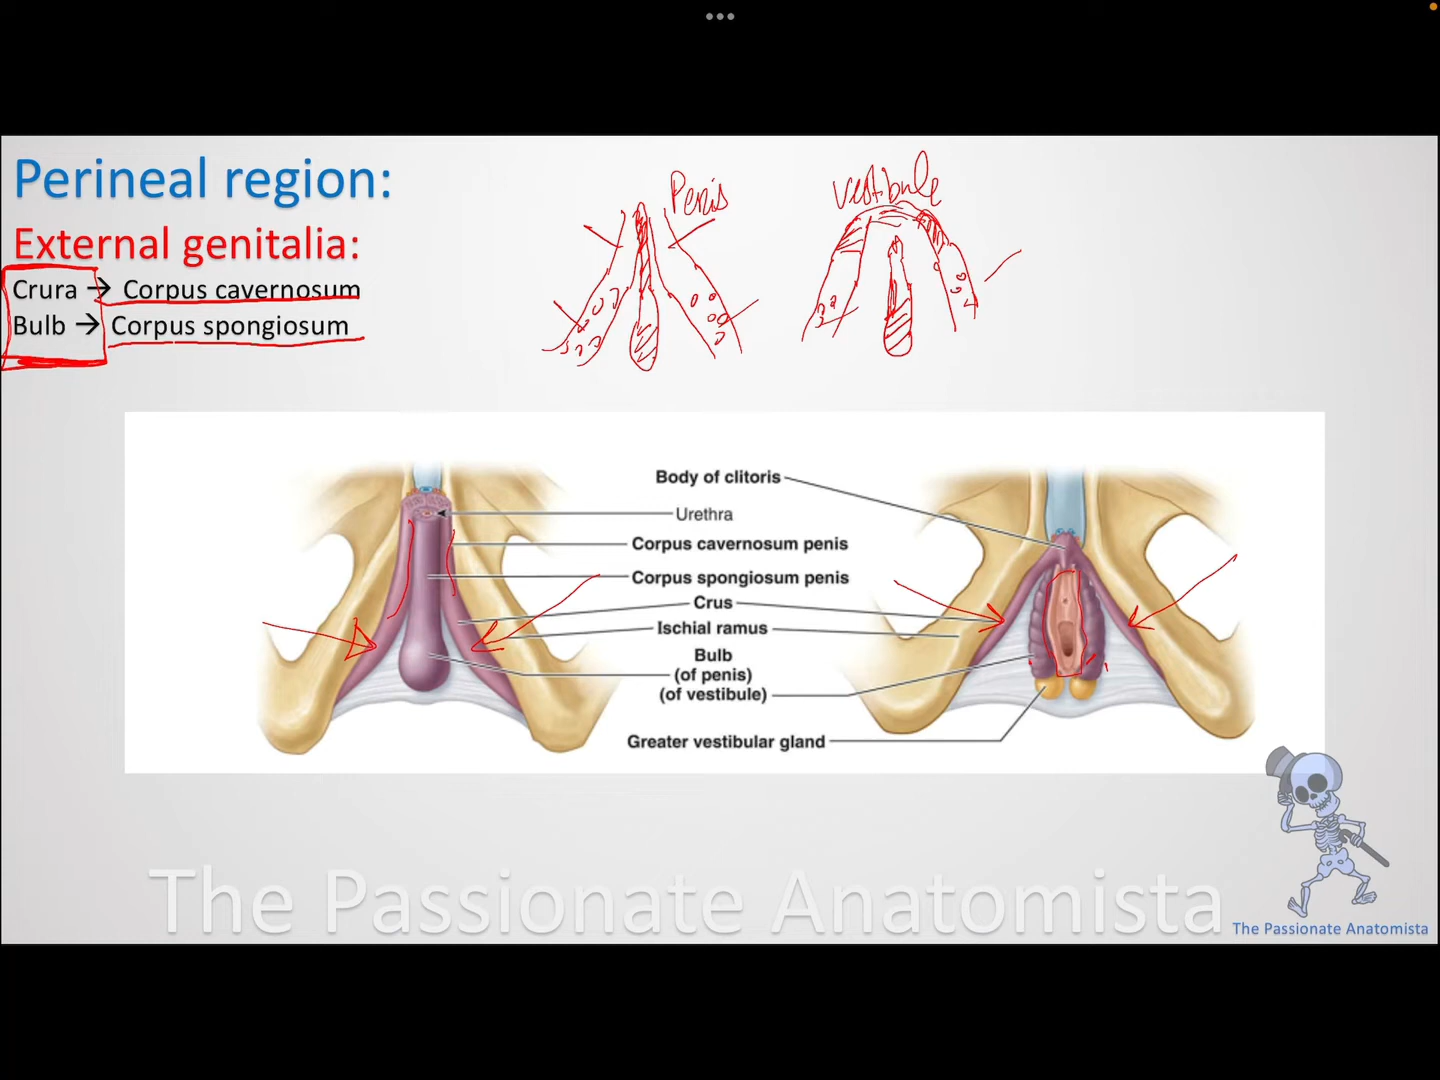 Perineal region:
External genitalia:
Crura → Corpus cavernosum
Bulb → Corpus spongiosum
Penis
Vestibule
Body of clitoris
Urethra
Corpus cavernosum penis
Corpus spongiosum penis
Crus
Ischial ramus
Bulb
(of penis)
(of vestibule)
Greater vestibular gland
The Passionate Anatomista
The Passionate Anatomista